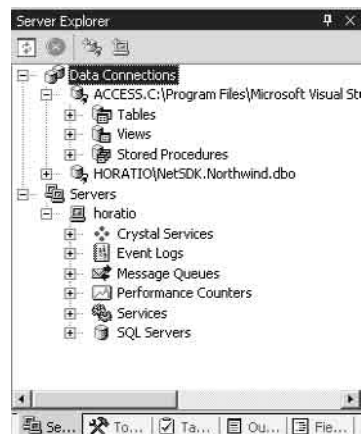 Server Explorer
Data Connections
ACCESS.C:\Program Files\Microsoft Visual Stu
Tables
Views
Stored Procedures
HORATIO\NetSDK.Northwind.dbo
Servers
horatio
Crystal Services
Event Logs
Message Queues
Performance Counters
Services
SQL Servers
Se... To... Ta... Ou... Fie...